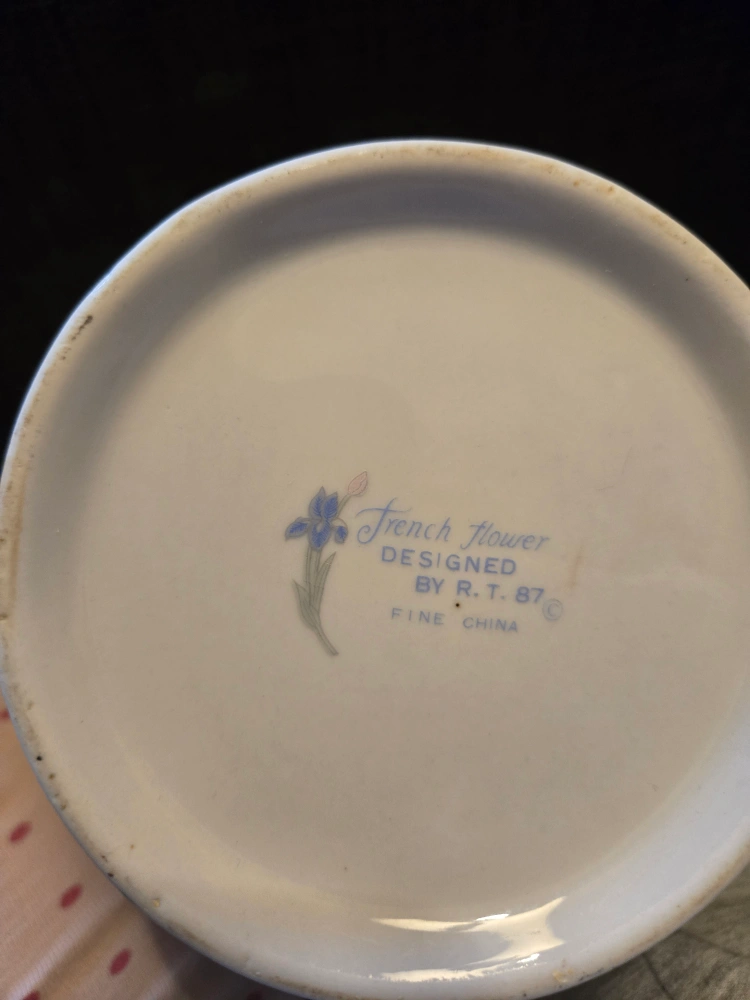 French flower
DESIGNED
BY R. T. 87 ©
FINE CHINA